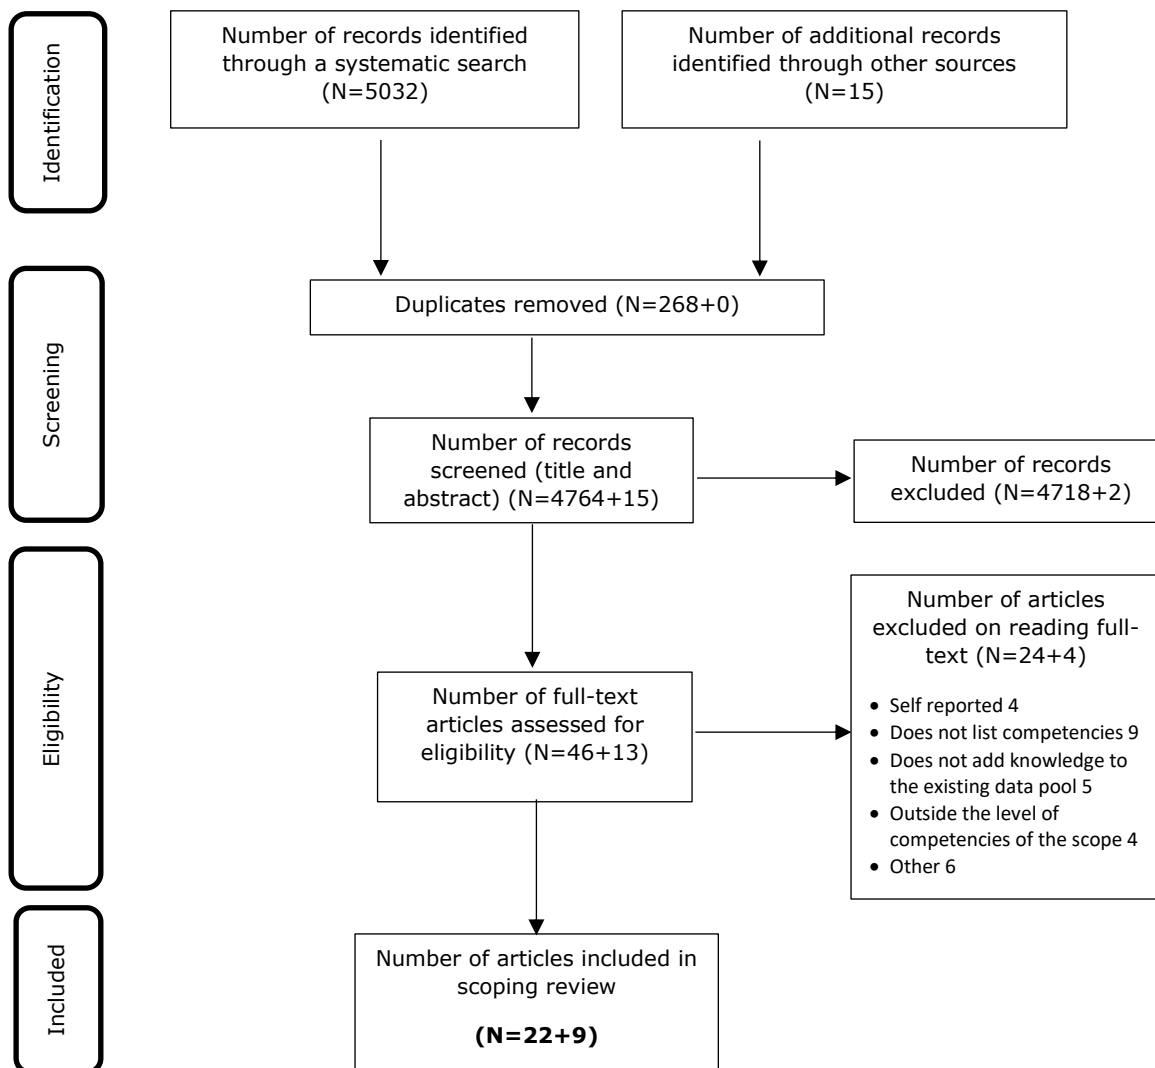 Identification
Number of records identified
through a systematic search
(N=5032)
Number of additional records
identified through other sources
(N=15)
Screening
Duplicates removed (N=268+0)
Number of records
screened (title and
abstract) (N=4764+15)
Number of records
excluded (N=4718+2)
Eligibility
Number of full-text
articles assessed for
eligibility (N=46+13)
Number of articles
excluded on reading full-
text (N=24+4)
• Self reported 4
• Does not list competencies 9
• Does not add knowledge to
the existing data pool 5
• Outside the level of
competencies of the scope 4
• Other 6
Included
Number of articles included in
scoping review
(N=22+9)